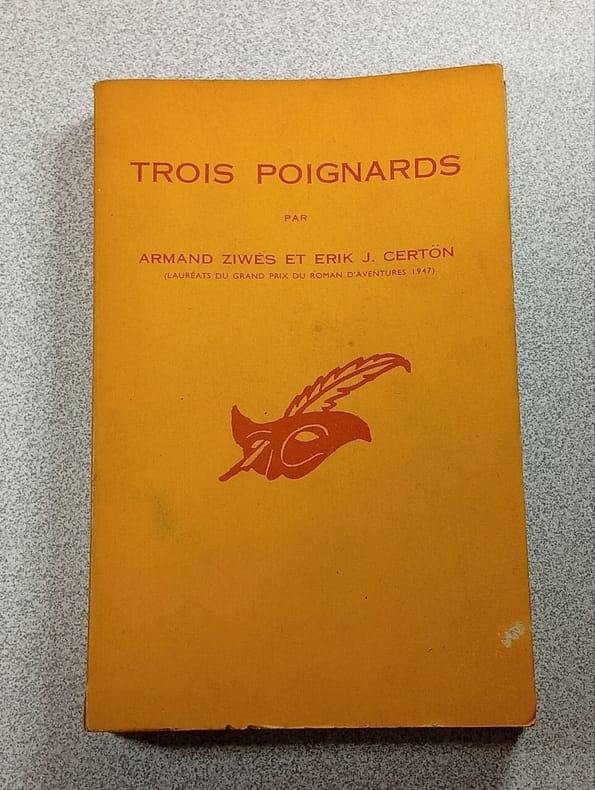 TROIS POIGNARDS
PAR
ARMAND ZIWÈS ET ERIK J. CERTÖN
(LAURÉATS DU GRAND PRIX DU ROMAN D'AVENTURES 1947)